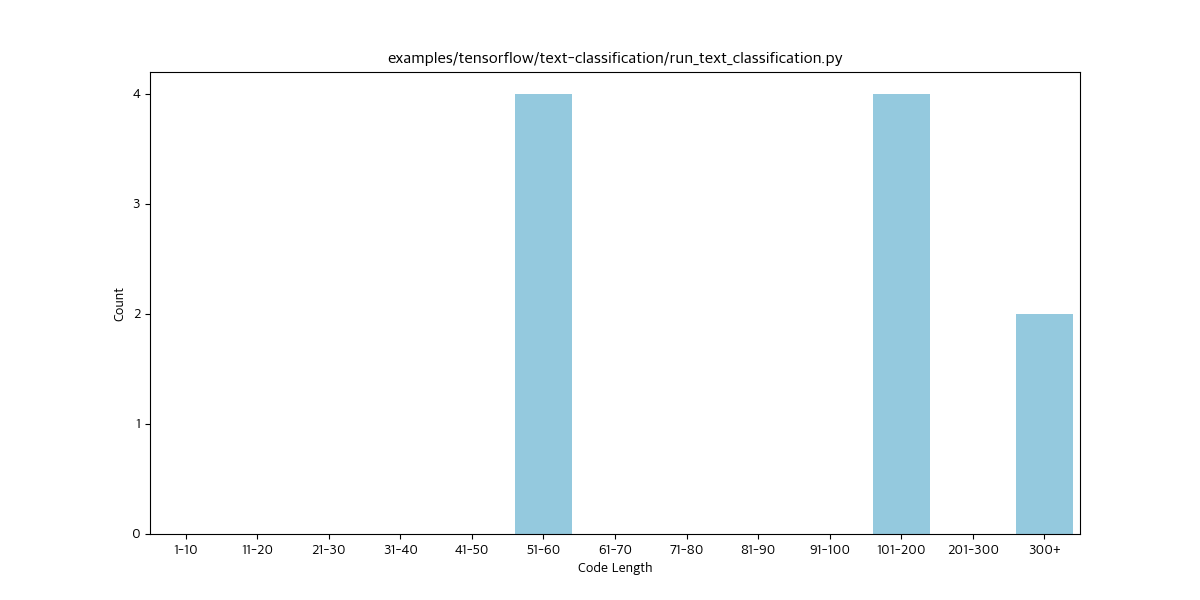 examples/tensorflow/text-classification/run_text_classification.py
4
3
2
1
0
Count
1-10 11-20 21-30 31-40 41-50 51-60 61-70 71-80 81-90 91-100 101-200 201-300 300+
Code Length